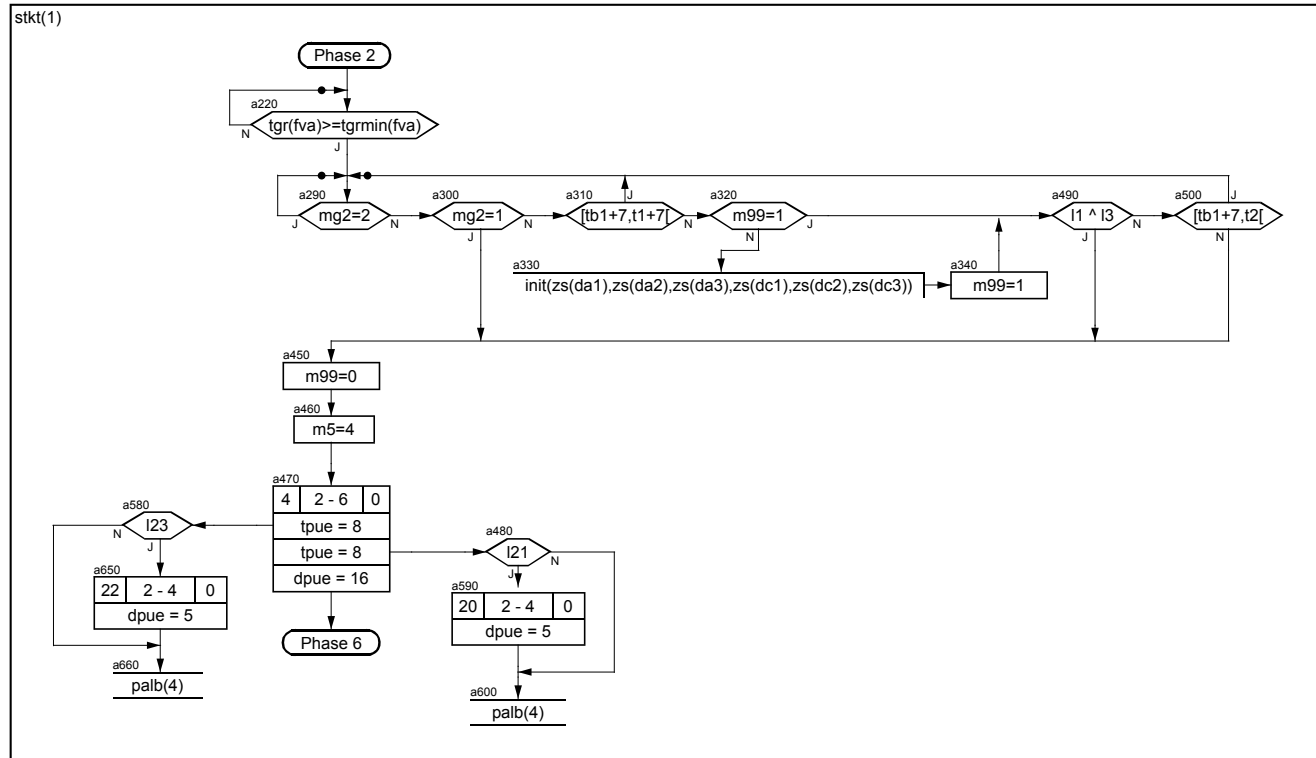 stkt(1)
Phase 2
a220
tgr(fva)>=tgrmin(fva)
N
J
a290
mg2=2
J
N
a300
mg2=1
J
N
a310
[tb1+7,t1+7[
J
N
a320
m99=1
J
N
a490
l1 ^ l3
J
N
a500
[tb1+7,t2[
J
N
a330
init(zs(da1),zs(da2),zs(da3),zs(dc1),zs(dc2),zs(dc3))
a340
m99=1
a450
m99=0
a460
m5=4
a470
4 2 - 6 0
tpue = 8
tpue = 8
dpue = 16
a580
l23
N
J
a650
22 2 - 4 0
dpue = 5
a660
palb(4)
a480
l21
J
N
a590
20 2 - 4 0
dpue = 5
a600
palb(4)
Phase 6